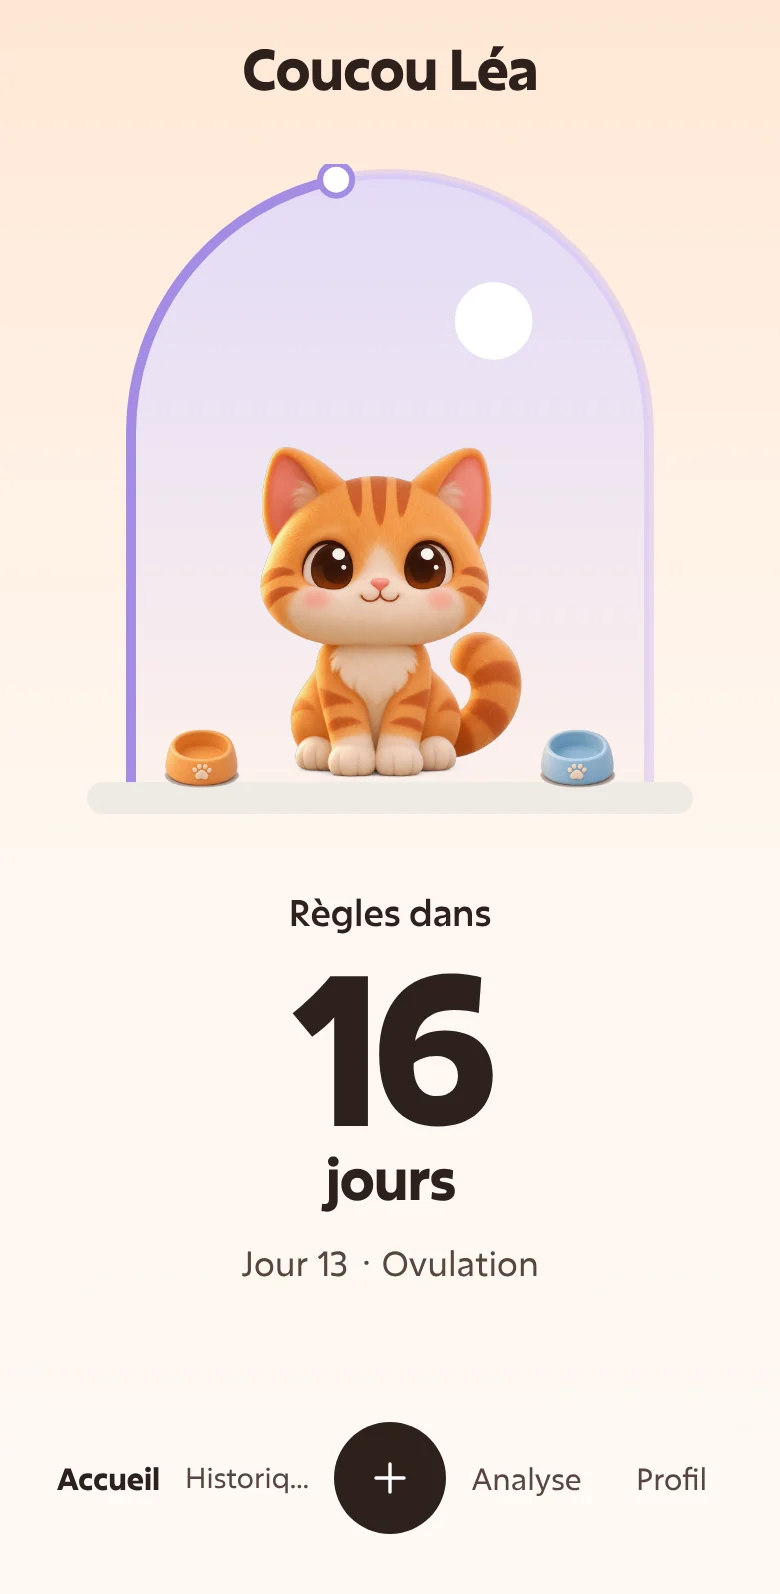 Coucou Léa
Règles dans
16
jours
Jour 13 · Ovulation
Accueil Historiq... + Analyse Profil